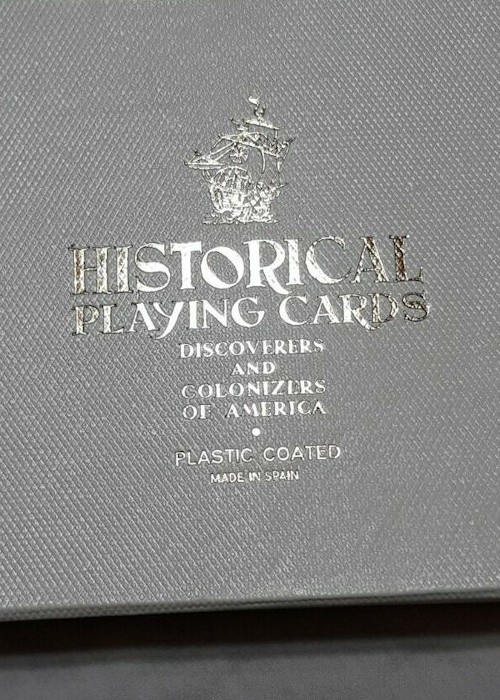 HISTORICAL
PLAYING CARDS
DISCOVERERS
AND
COLONIZERS
OF AMERICA
•
PLASTIC COATED
MADE IN SPAIN